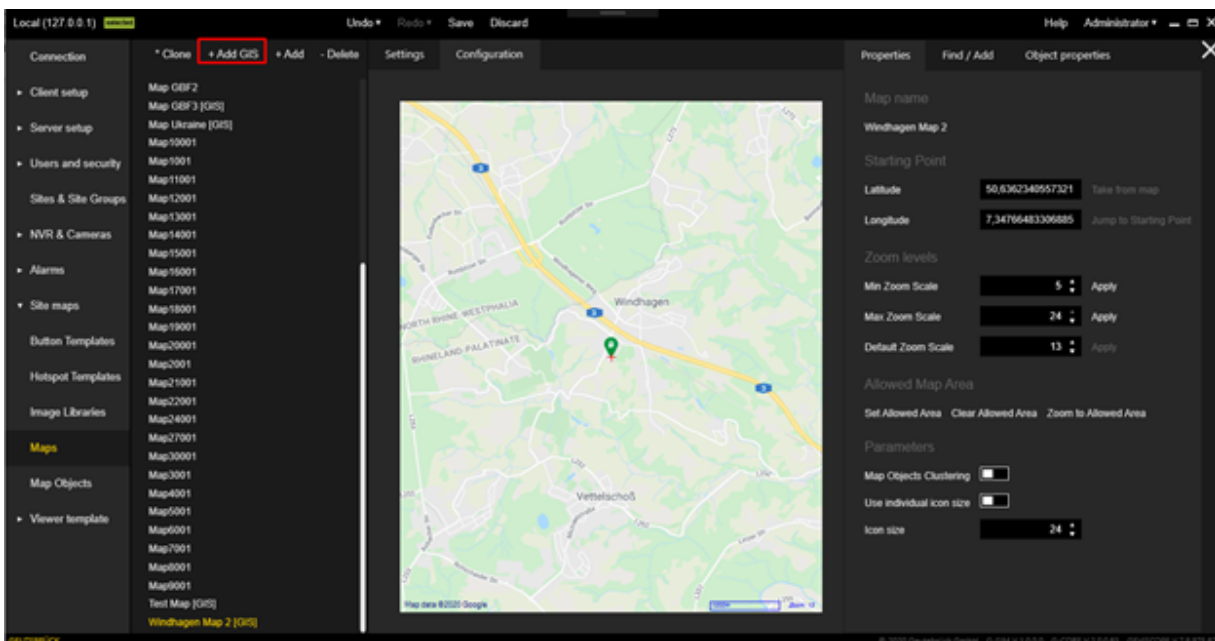 Local (127.0.0.1) selected Undo Redo Save Discard Help Administrator
Connection
Client setup
Server setup
Users and security
Sites & Site Groups
NVR & Cameras
Alarms
Site maps
Button Templates
Hotspot Templates
Image Libraries
Maps
Map Objects
Viewer template
* Clone + Add GIS + Add - Delete
Map GBF2
Map GBF3 [GIS]
Map Ukraine [GIS]
Map10001
Map1001
Map11001
Map12001
Map13001
Map14001
Map15001
Map16001
Map17001
Map18001
Map19001
Map20001
Map2001
Map21001
Map22001
Map24001
Map27001
Map30001
Map3001
Map4001
Map5001
Map6001
Map7001
Map8001
Map9001
Test Map [GIS]
Windhagen Map 2 [GIS]
Settings Configuration
L275
3
Windhagen
3
NORTH RHINE-WESTPHALIA
RHINELAND-PALATINATE
3
L253
L252
Vettelschoß
Map data ©2020 Google
Properties Find / Add Object properties
Map name
Windhagen Map 2
Starting Point
Latitude 50,6362340557321 Take from map
Longitude 7,34766483306885 Jump to Starting Point
Zoom levels
Min Zoom Scale 5 Apply
Max Zoom Scale 24 Apply
Default Zoom Scale 13 Apply
Allowed Map Area
Set Allowed Area Clear Allowed Area Zoom to Allowed Area
Parameters
Map Objects Clustering
Use individual icon size
Icon size 24